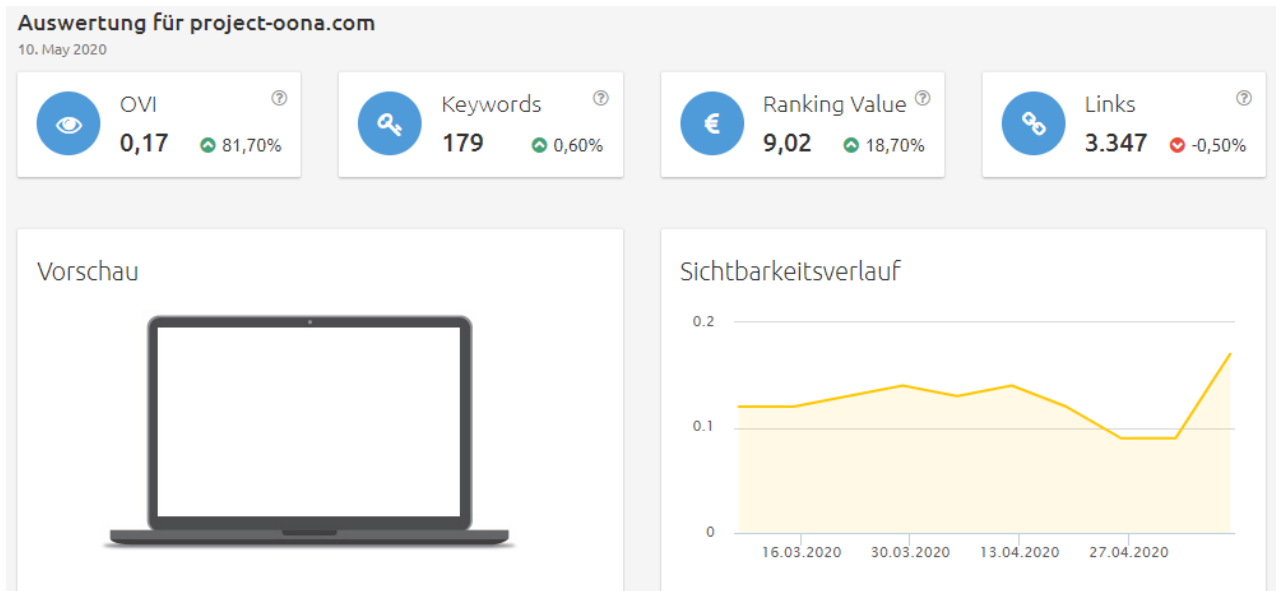 Auswertung für project-oona.com
10. May 2020
OVI
0,17 81,70%
Keywords
179 0,60%
Ranking Value
€
9,02 18,70%
Links
3.347 -0,50%
Vorschau
Sichtbarkeitsverlauf
0.2
0.1
0
16.03.2020 30.03.2020 13.04.2020 27.04.2020